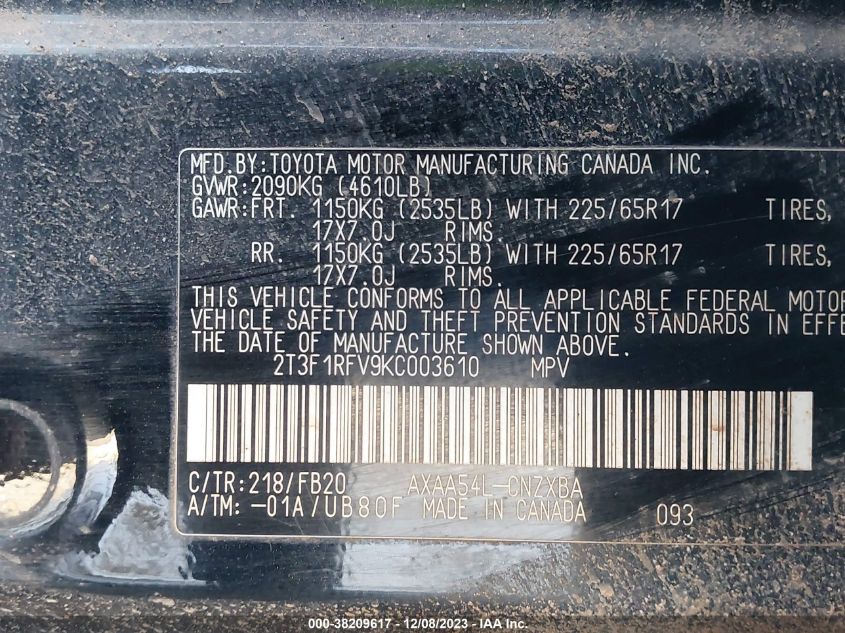 MFD.BY:TOYOTA MOTOR MANUFACTURING CANADA INC.
GVWR:2090KG (4610LB)
GAWR:FRT. 1150KG (2535LB) WITH 225/65R17 TIRES,
17X7.0J RIMS.
RR. 1150KG (2535LB) WITH 225/65R17 TIRES,
17X7.0J RIMS.
THIS VEHICLE CONFORMS TO ALL APPLICABLE FEDERAL MOTOR
VEHICLE SAFETY AND THEFT PREVENTION STANDARDS IN EFFE
THE DATE OF MANUFACTURE SHOWN ABOVE.
2T3F1RFV9KC003610 MPV
C/TR:218/FB20 AXAA54L-CNZXBA
A/TM: -01A/UB80F MADE IN CANADA 093
000-38209617 - 12/08/2023 - IAA Inc.